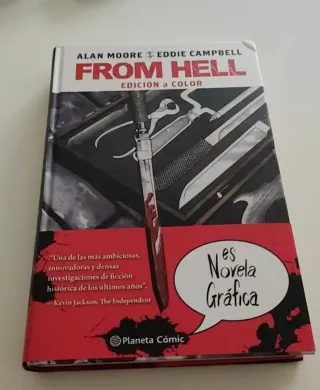 ALAN MOORE EDDIE CAMPBELL
FROM HELL
EDICIÓN a COLOR
"Una de las más ambiciosas,
innovadoras y densas
investigaciones de ficción
histórica de los últimos años".
—Kevin Jackson, The Independent
es
Novela
Gráfica
Planeta Cómic